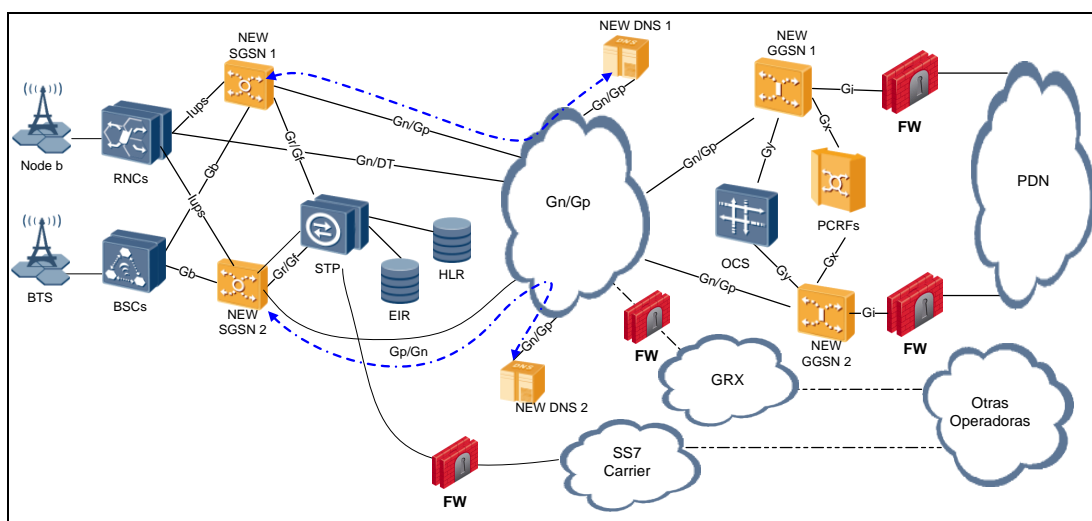 NEW DNS 1
NEW
SGSN 1
DNS
NEW
GGSN 1
Iups
Gn/Gp
Gn/Gp
Gi
FW
Node b
RNCs
Gr/Gf
Gn/DT
Gb
Gn/Gp
Gx
Gy
Gn/Gp
PDN
Iups
PCRFs
OCS
STP
HLR
BTS
BSCs
Gb
Gr/Gf
EIR
Gn/Gp
Gy
Gx
NEW
SGSN 2
Gi
FW
NEW
GGSN 2
FW
Gp/Gn
Gn/Gp
DNS
NEW DNS 2
GRX
Otras
Operadoras
SS7
Carrier
FW